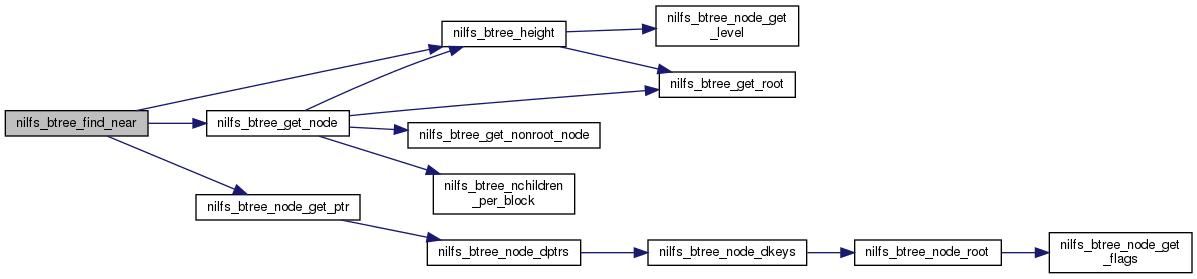 nilfs_btree_find_near
nilfs_btree_height
nilfs_btree_node_get
_level
nilfs_btree_get_root
nilfs_btree_get_node
nilfs_btree_get_nonroot_node
nilfs_btree_nchildren
_per_block
nilfs_btree_node_get_ptr
nilfs_btree_node_dptrs
nilfs_btree_node_dkeys
nilfs_btree_node_root
nilfs_btree_node_get
_flags